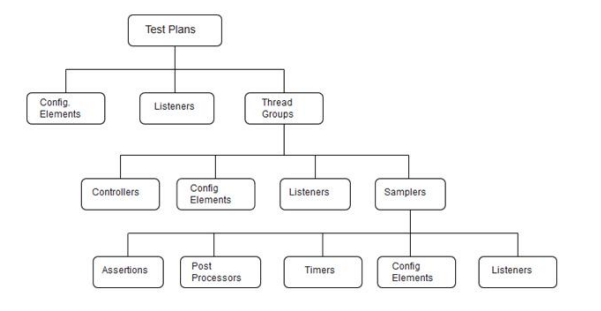 Test Plans
Config.
Elements
Listeners
Thread
Groups
Controllers
Config
Elements
Listeners
Samplers
Assertions
Post
Processors
Timers
Config
Elements
Listeners